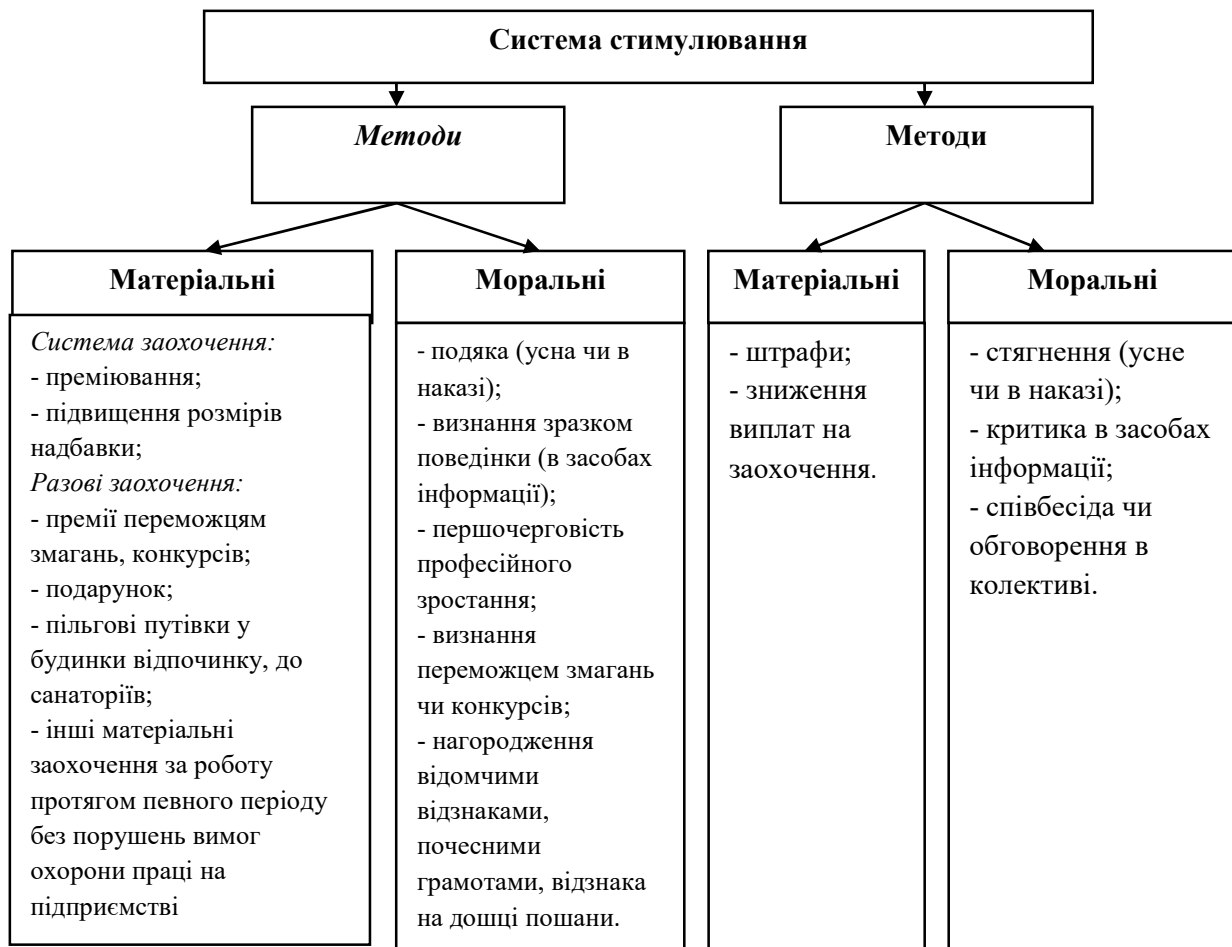 Система стимулювання
Методи
Методи
Матеріальні
Система заохочення:
- преміювання;
- підвищення розмірів
надбавки;
Разові заохочення:
- премії переможцям
змагань, конкурсів;
- подарунок;
- пільгові путівки у
будинки відпочинку, до
санаторіїв;
- інші матеріальні
заохочення за роботу
протягом певного періоду
без порушень вимог
охорони праці на
підприємстві
Моральні
- подяка (усна чи в
наказі);
- визнання зразком
поведінки (в засобах
інформації);
- першочерговість
професійного
зростання;
- визнання
переможцем змагань
чи конкурсів;
- нагородження
відомчими
відзнаками,
почесними
грамотами, відзнака
на дошці пошани.
Матеріальні
- штрафи;
- зниження
виплат на
заохочення.
Моральні
- стягнення (усне
чи в наказі);
- критика в засобах
інформації;
- співбесіда чи
обговорення в
колективі.